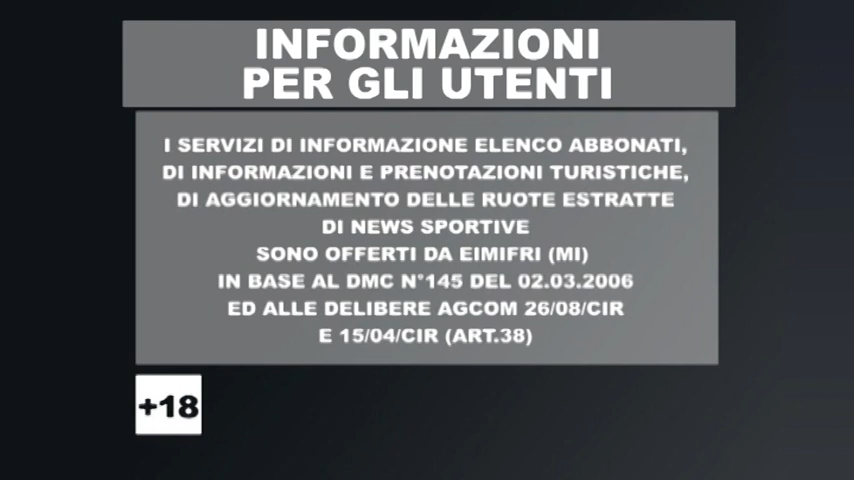 INFORMAZIONI
PER GLI UTENTI
I SERVIZI DI INFORMAZIONE ELENCO ABBONATI,
DI INFORMAZIONI E PRENOTAZIONI TURISTICHE,
DI AGGIORNAMENTO DELLE RUOTE ESTRATTE
DI NEWS SPORTIVE
SONO OFFERTI DA EIMIFRI (MI)
IN BASE AL DMC N°145 DEL 02.03.2006
ED ALLE DELIBERE AGCOM 26/08/CIR
E 15/04/CIR (ART.38)
+18